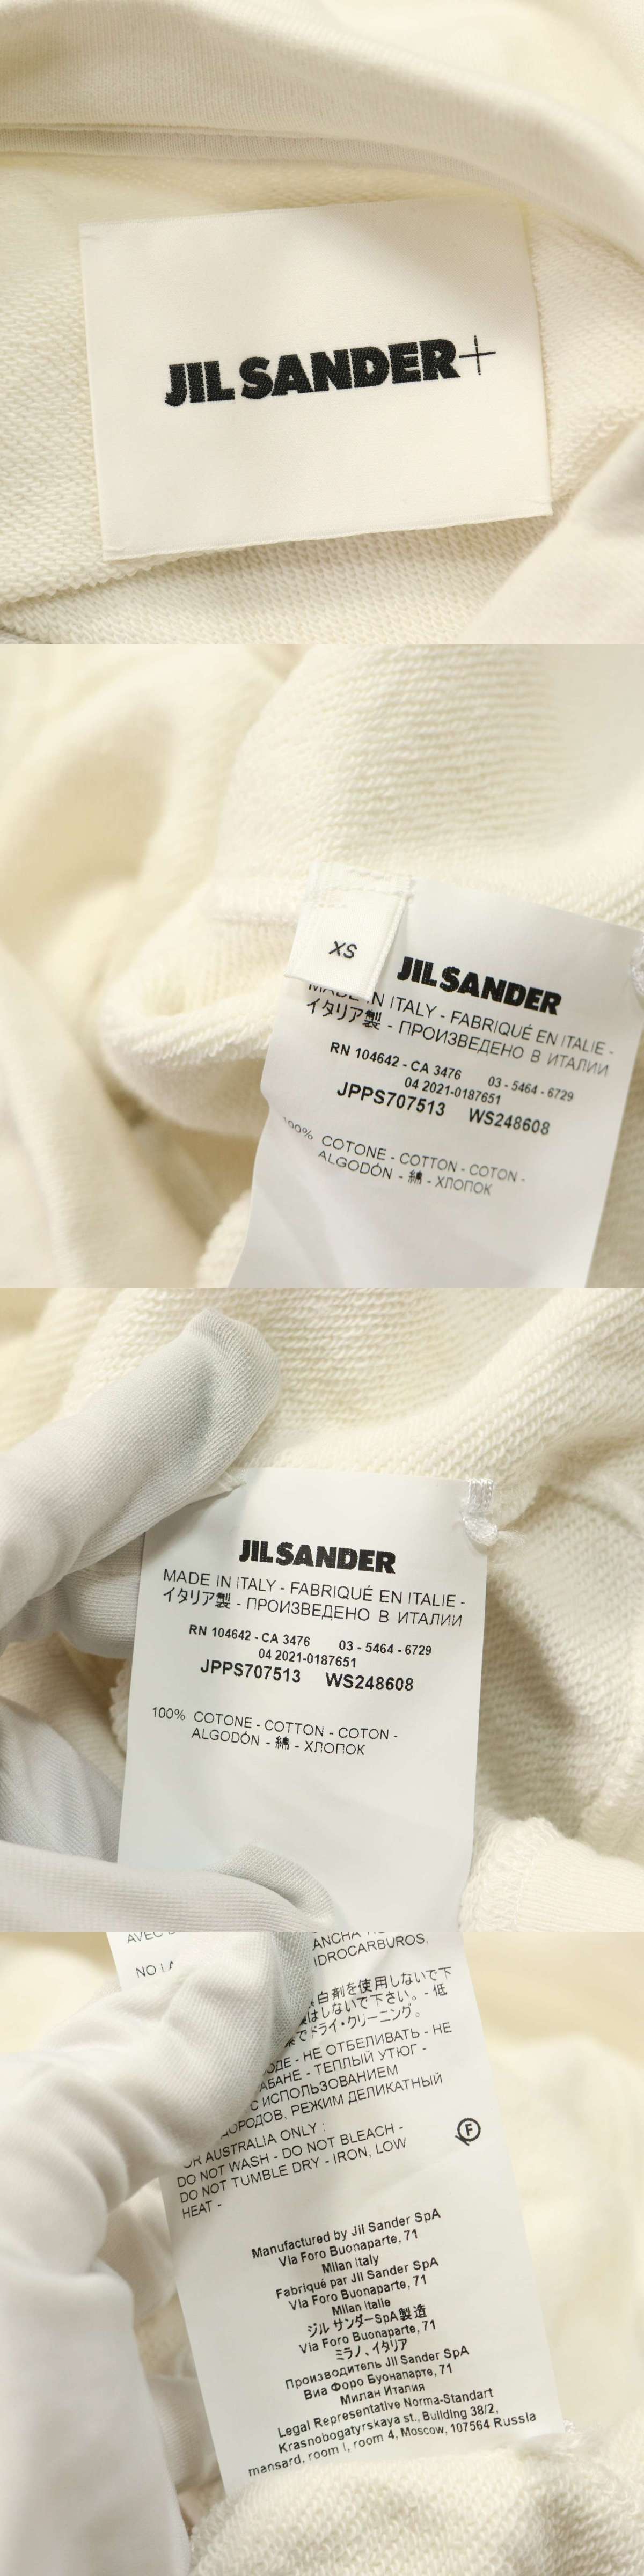 JIL SANDER+
XS
JIL SANDER
MADE IN ITALY - FABRIQUÉ EN ITALIE -
イタリア製 - ПРОИЗВЕДЕНО В ИТАЛИИ
RN 104642 - CA 3476 03 - 5464 - 6729
04 2021-0187651
JPPS707513 WS248608
100% COTONE - COTTON - COTON -
ALGODÓN - 綿 - ХЛОПОК
JIL SANDER
MADE IN ITALY - FABRIQUÉ EN ITALIE -
イタリア製 - ПРОИЗВЕДЕНО В ИТАЛИИ
RN 104642 - CA 3476 03 - 5464 - 6729
04 2021-0187651
JPPS707513 WS248608
100% COTONE - COTTON - COTON -
ALGODÓN - 綿 - ХЛОПОК
AVEC
IDROCARBUROS.
白剤を使用しないで下
はしないで下さい。- 低
でドライ・クリーニング。
- НЕ ОТБЕЛИВАТЬ - НЕ
- ТЕПЛЫЙ УТЮГ -
С ИСПОЛЬЗОВАНИЕМ
РЕЖИМ ДЕЛИКАТНЫЙ
AUSTRALIA ONLY :
DO NOT WASH - DO NOT BLEACH -
DO NOT TUMBLE DRY - IRON, LOW
HEAT -
F
Manufactured by Jil Sander SpA
Via Foro Buonaparte, 71
Milan Italy
Fabriqué par Jil Sander SpA
Via Foro Buonaparte, 71
Milan Italie
ジル サンダーSpA製造
Via Foro Buonaparte, 71
ミラノ、イタリア
Производитель Jil Sander SpA
Виа Форо Буонапарте, 71
Милан Италия
Legal Representative Norma-Standart
Krasnobogatyrskaya st., Building 38/2,
mansard, room I, room 4, Moscow, 107564 Russia